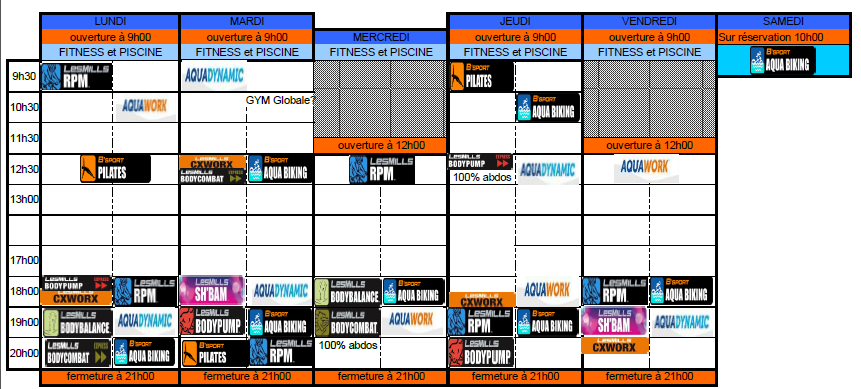 LUNDI MARDI JEUDI VENDREDI SAMEDI
ouverture à 9h00 ouverture à 9h00 MERCREDI ouverture à 9h00 ouverture à 9h00 Sur réservation 10h00
FITNESS et PISCINE FITNESS et PISCINE FITNESS et PISCINE FITNESS et PISCINE FITNESS et PISCINE B'SPORT AQUA BIKING
9h30 LESMILLS RPM AQUADYNAMIC B'SPORT PILATES
10h30 AQUAWORK GYM Globale? B'SPORT AQUA BIKING
11h30
ouverture à 12h00 ouverture à 12h00
12h30 B'SPORT PILATES LESMILLS CXWORX LESMILLS BODYCOMBAT EXPRESS B'SPORT AQUA BIKING LESMILLS RPM LESMILLS BODYPUMP EXPRESS 100% abdos AQUADYNAMIC AQUAWORK
13h00
17h00
18h00 LESMILLS BODYPUMP EXPRESS LESMILLS CXWORX LESMILLS RPM LESMILLS SH'BAM AQUADYNAMIC LESMILLS BODYBALANCE B'SPORT AQUA BIKING LESMILLS CXWORX AQUAWORK LESMILLS RPM B'SPORT AQUA BIKING
19h00 LESMILLS BODYBALANCE AQUADYNAMIC LESMILLS BODYPUMP B'SPORT AQUA BIKING LESMILLS BODYCOMBAT AQUAWORK LESMILLS RPM B'SPORT AQUA BIKING LESMILLS SH'BAM AQUADYNAMIC
20h00 LESMILLS BODYCOMBAT EXPRESS B'SPORT AQUA BIKING B'SPORT PILATES LESMILLS RPM 100% abdos LESMILLS BODYPUMP LESMILLS CXWORX
fermeture à 21h00 fermeture à 21h00 fermeture à 21h00 fermeture à 21h00 fermeture à 21h00